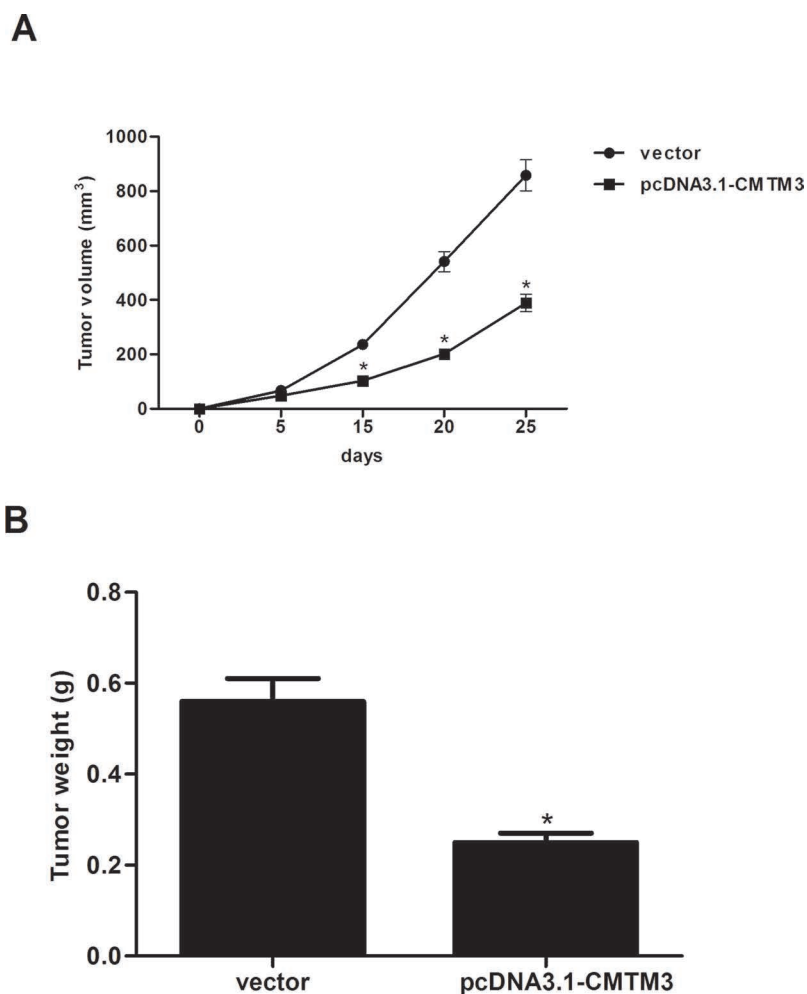 A
Tumor volume (mm³)
1000
800
600
400
200
0
0 5 15 20 25
days
vector
pcDNA3.1-CMTM3
*
*
*
B
Tumor weight (g)
0.8
0.6
0.4
0.2
0.0
*
vector pcDNA3.1-CMTM3